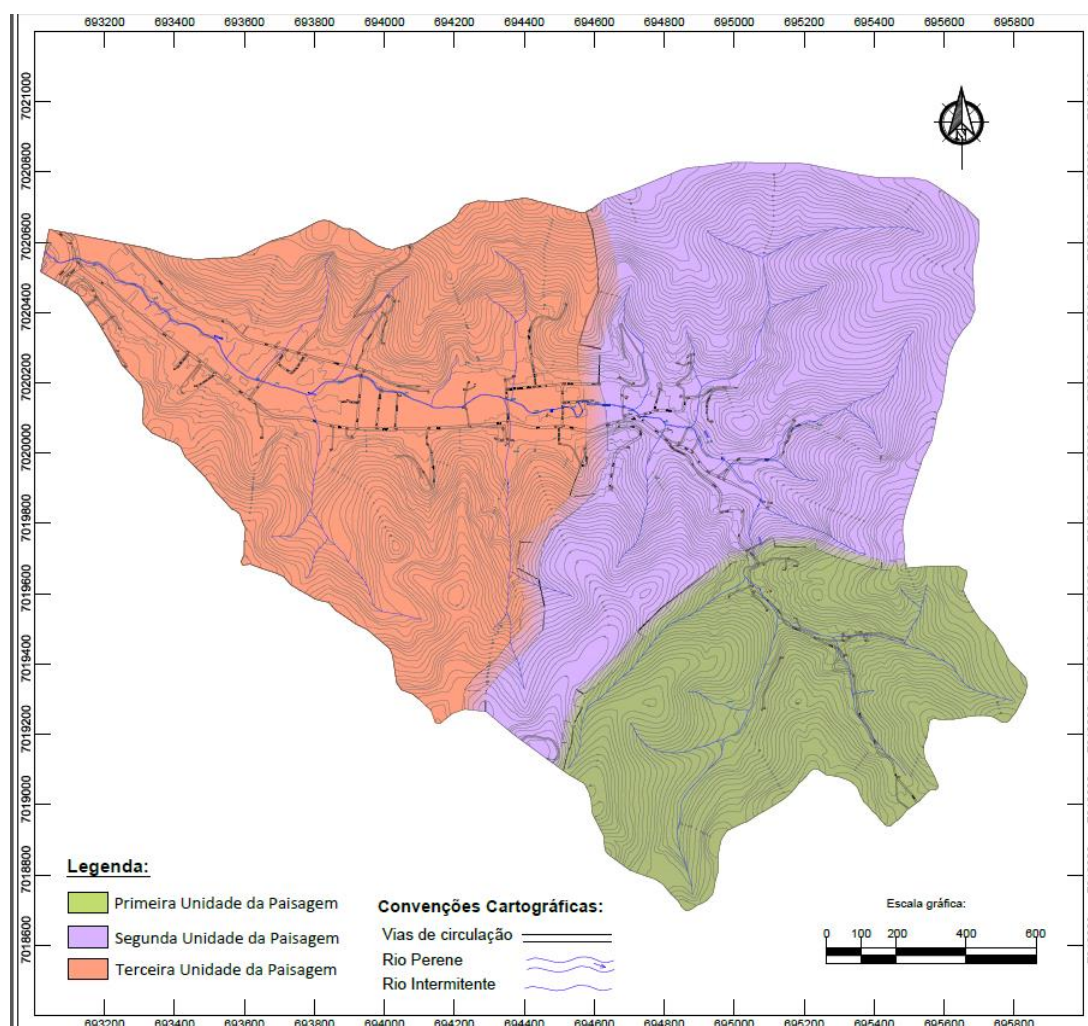 693200 693400 693600 693800 694000 694200 694400 694600 694800 695000 695200 695400 695600 695800
7021000
7020800
7020600
7020400
7020200
7020000
7019800
7019600
7019400
7019200
7019000
7018800
7018600
N
Legenda:
Primeira Unidade da Paisagem
Segunda Unidade da Paisagem
Terceira Unidade da Paisagem
Convenções Cartográficas:
Vias de circulação
Rio Perene
Rio Intermitente
Escala gráfica:
0 100 200 400 600
693200 693400 693600 693800 694000 694200 694400 694600 694800 695000 695200 695400 695600 695800